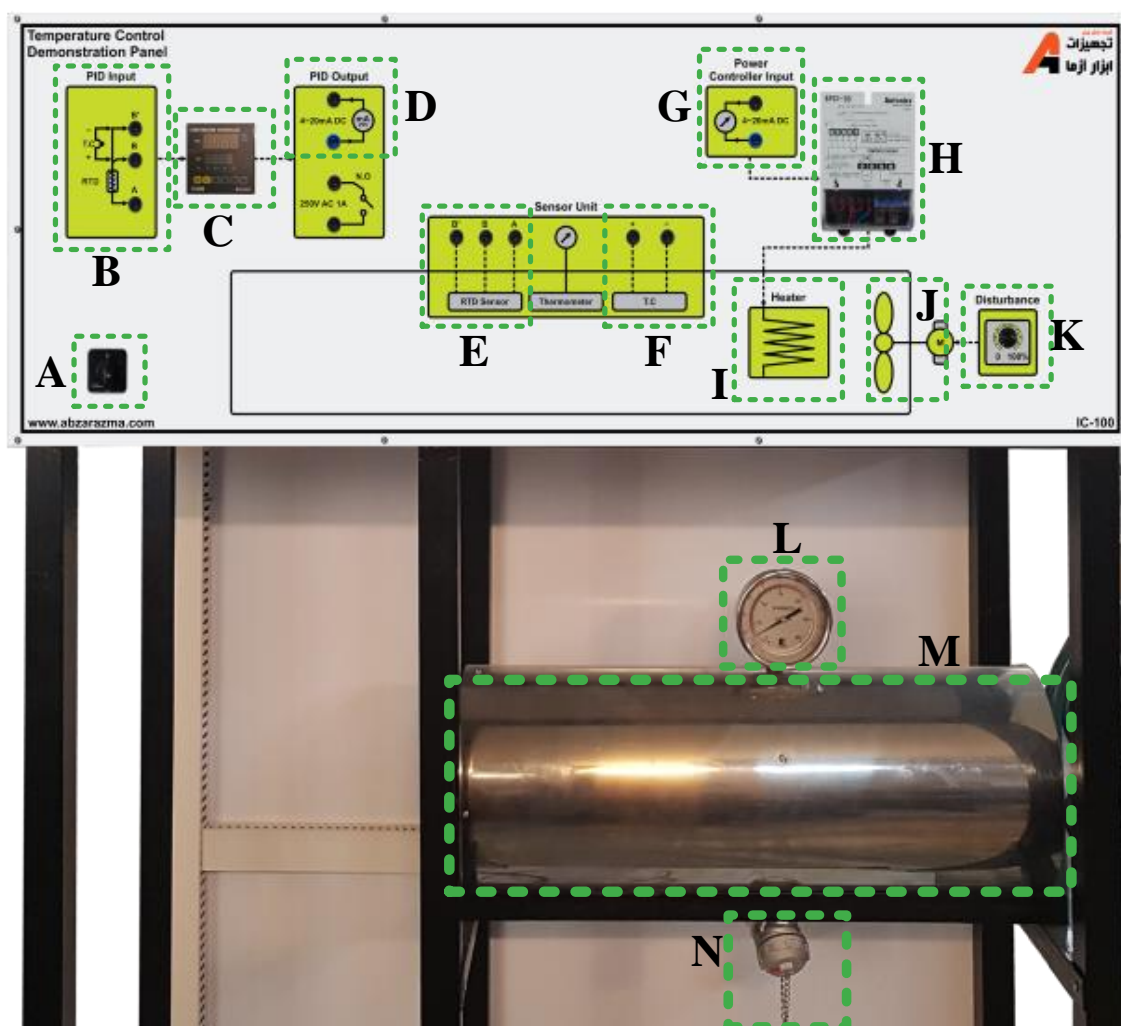 Temperature Control
Demonstration Panel
تجهیزات
ابزار آزما
PID Input
B'
T.C
B
RTD
A
B
C
PID Output
4~20mA DC
mA
N.O
250V AC 1A
D
Power
Controller Input
4~20mA DC
G
Autonics
H
Sensor Unit
B' B A
+ -
RTD Sensor
Thermometer
T.C
E
F
Heater
I
J
M
Disturbance
0 100%
K
A
www.abzarazma.com
IC-100
L
M
N